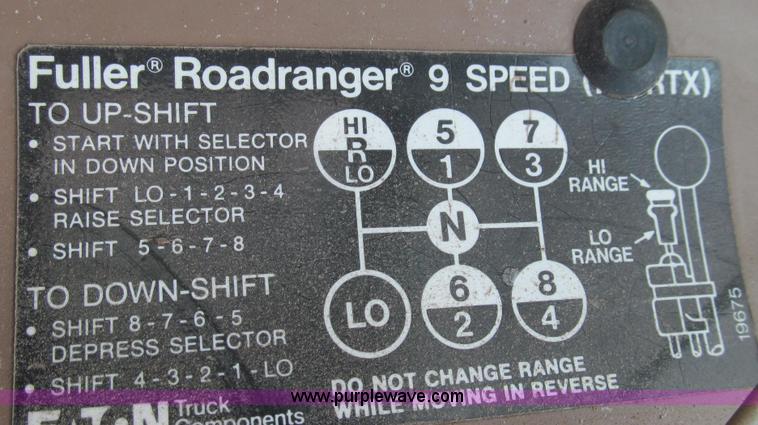 Fuller® Roadranger® 9 SPEED ( RTX)
TO UP-SHIFT
• START WITH SELECTOR
IN DOWN POSITION
• SHIFT LO-1-2-3-4
RAISE SELECTOR
• SHIFT 5-6-7-8
TO DOWN-SHIFT
• SHIFT 8-7-6-5
DEPRESS SELECTOR
• SHIFT 4-3-2-1-LO
EATON Truck
Components
HI
R
LO
5
1
7
3
N
LO
6
2
8
4
HI
RANGE
LO
RANGE
19675
DO NOT CHANGE RANGE
WHILE MOVING IN REVERSE
www.purplewave.com